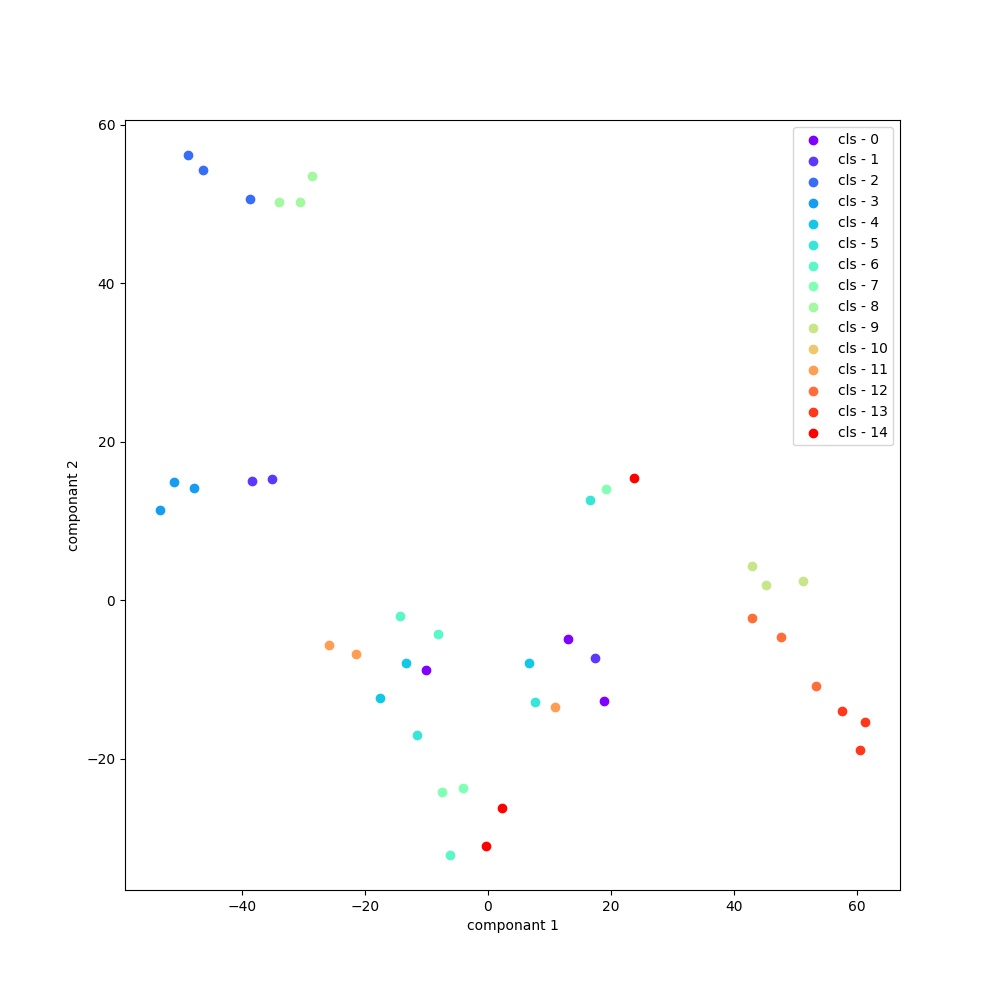 60
40
20
0
−20
−40
−20
0
20
40
60
componant 1
componant 2
cls - 0
cls - 1
cls - 2
cls - 3
cls - 4
cls - 5
cls - 6
cls - 7
cls - 8
cls - 9
cls - 10
cls - 11
cls - 12
cls - 13
cls - 14